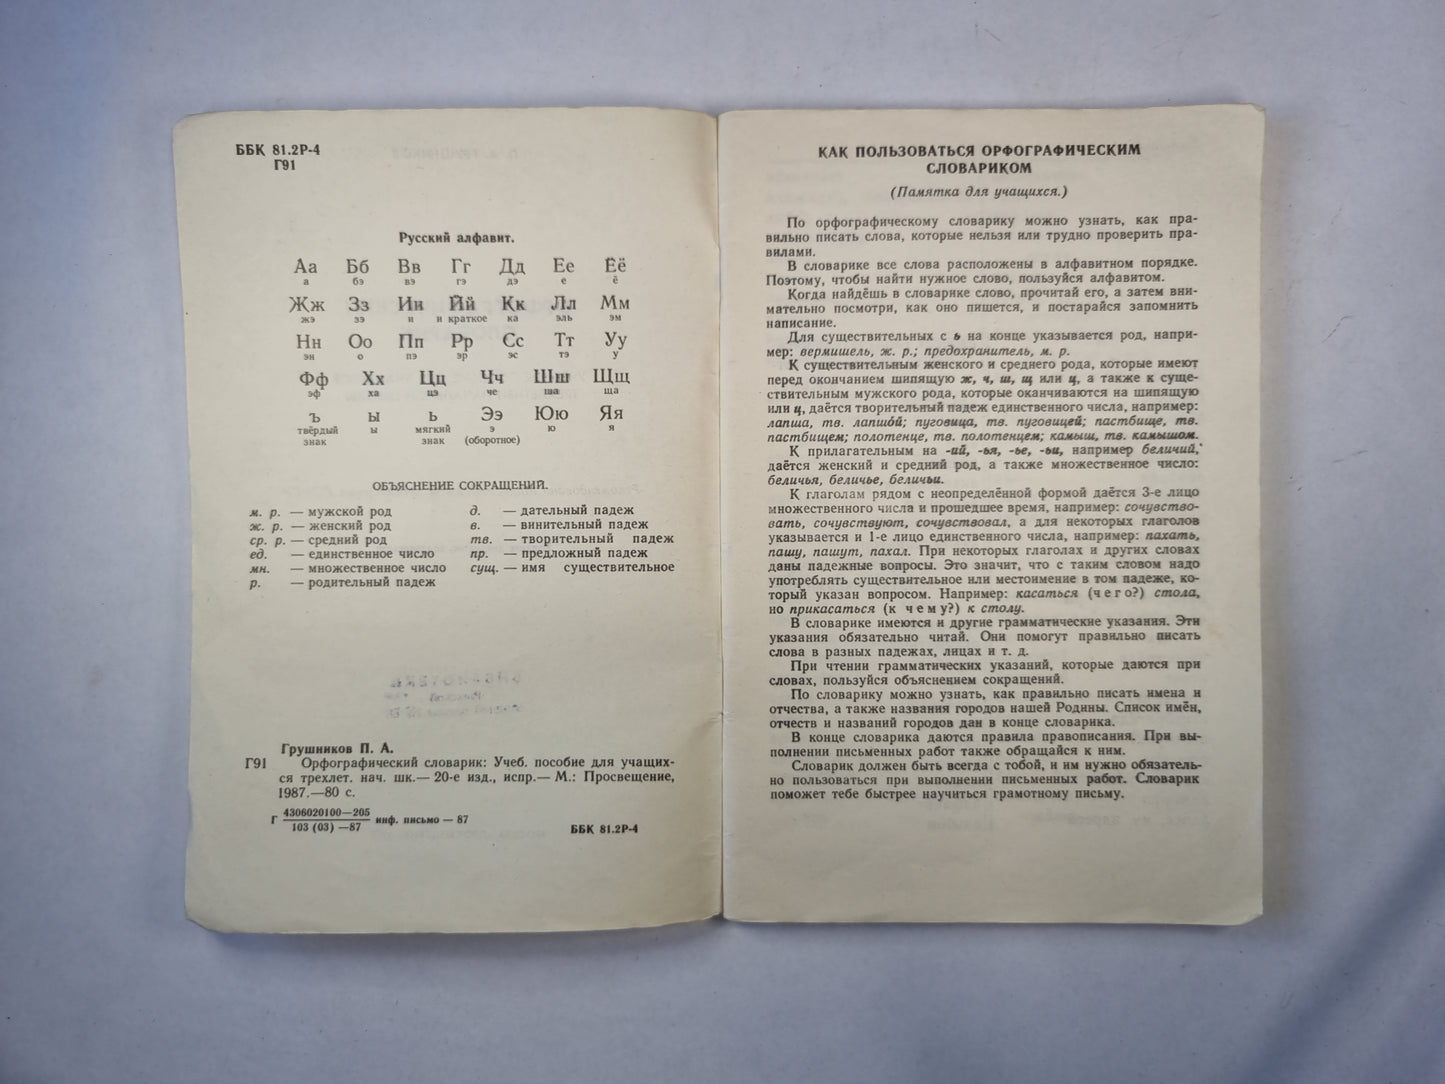 ББК 81.2Р-4
Г91
Русский алфавит.
Аа Бб Вв Гг Дд Ее Ёё
а бэ вэ гэ дэ е ё
Жж Зз Ии Йй Кк Лл Мм
жэ зэ и и краткое ка эль эм
Нн Оо Пп Рр Сс Тт Уу
эн о пэ эр эс тэ у
Фф Хх Цц Чч Шш Щщ
эф ха цэ че ша ща
ъ ы ь Ээ Юю Яя
твёрдый ы мягкий э ю я
знак знак (оборотное)
ОБЪЯСНЕНИЕ СОКРАЩЕНИЙ.
м. р. — мужской род д. — дательный падеж
ж. р. — женский род в. — винительный падеж
ср. р. — средний род тв. — творительный падеж
ед. — единственное число пр. — предложный падеж
мн. — множественное число сущ. — имя существительное
р. — родительный падеж
Грушников П. А.
Г91 Орфографический словарик: Учеб. пособие для учащих-
ся трехлет. нач. шк.— 20-е изд., испр.— М.: Просвещение,
1987.—80 с.
Г 4306020100—205 инф. письмо — 87
103 (03) —87
ББК 81.2Р-4
КАК ПОЛЬЗОВАТЬСЯ ОРФОГРАФИЧЕСКИМ
СЛОВАРИКОМ
(Памятка для учащихся.)
По орфографическому словарику можно узнать, как пра-
вильно писать слова, которые нельзя или трудно проверить пра-
вилами.
В словарике все слова расположены в алфавитном порядке.
Поэтому, чтобы найти нужное слово, пользуйся алфавитом.
Когда найдёшь в словарике слово, прочитай его, а затем вни-
мательно посмотри, как оно пишется, и постарайся запомнить
написание.
Для существительных с ь на конце указывается род, напри-
мер: вермишель, ж. р.; предохранитель, м. р.
К существительным женского и среднего рода, которые имеют
перед окончанием шипящую ж, ч, ш, щ или ц, а также к суще-
ствительным мужского рода, которые оканчиваются на шипящую
или ц, даётся творительный падеж единственного числа, например:
лапша, тв. лапшо́й; пуговица, тв. пуговицей; пастбище, тв.
пастбищем; полотенце, тв. полотенцем; камыш, тв. камышом.
К прилагательным на -ий, -ья, -ье, -ьи, например беличий,
даётся женский и средний род, а также множественное число:
беличья, беличье, беличьи.
К глаголам рядом с неопределённой формой даётся 3-е лицо
множественного числа и прошедшее время, например: сочувство-
вать, сочувствуют, сочувствовал, а для некоторых глаголов
указывается и 1-е лицо единственного числа, например: пахать,
пашу, пашут, пахал. При некоторых глаголах и других словах
даны падежные вопросы. Это значит, что с таким словом надо
употреблять существительное или местоимение в том падеже, ко-
торый указан вопросом. Например: касаться (чего?) стола,
но прикасаться (к чему?) к столу.
В словарике имеются и другие грамматические указания. Эти
указания обязательно читай. Они помогут правильно писать
слова в разных падежах, лицах и т. д.
При чтении грамматических указаний, которые даются при
словах, пользуйся объяснением сокращений.
По словарику можно узнать, как правильно писать имена и
отчества, а также названия городов нашей Родины. Список имён,
отчеств и названий городов дан в конце словарика.
В конце словарика даются правила правописания. При вы-
полнении письменных работ также обращайся к ним.
Словарик должен быть всегда с тобой, и им нужно обязатель-
но пользоваться при выполнении письменных работ. Словарик
поможет тебе быстрее научиться грамотному письму.